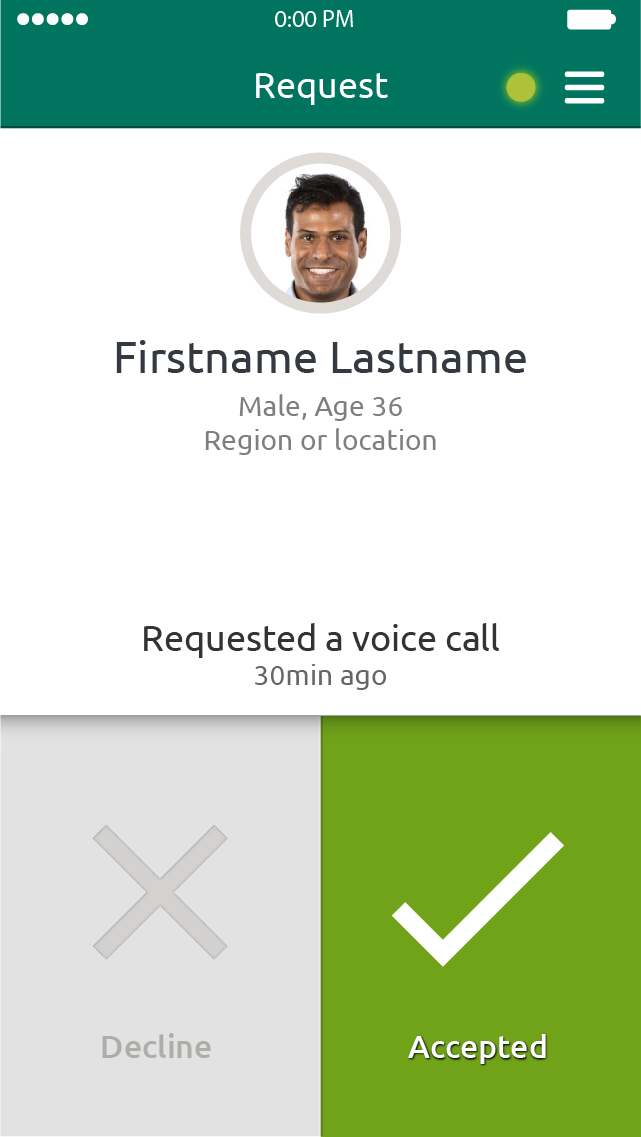 0:00 PM
Request
Firstname Lastname
Male, Age 36
Region or location
Requested a voice call
30min ago
Decline
Accepted